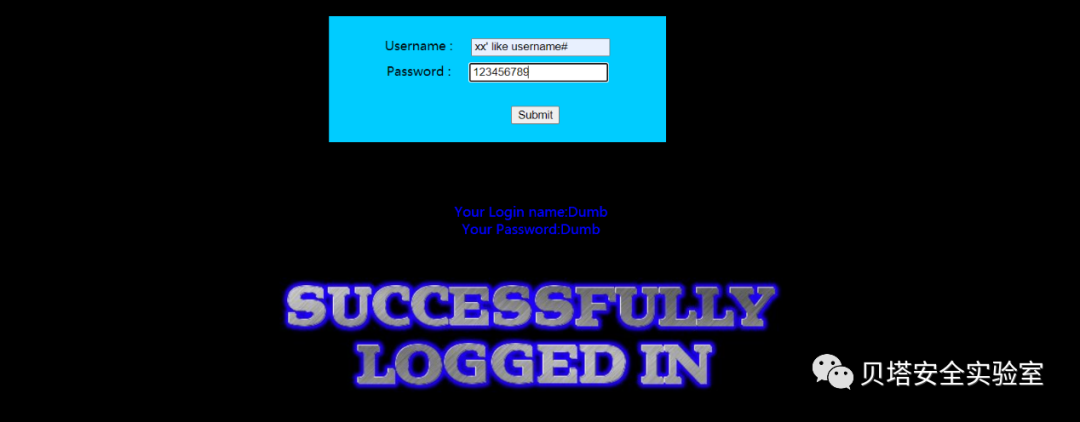 Username : xx' like username#
Password : 123456789
Submit
Your Login name:Dumb
Your Password:Dumb
SUCCESSFULLY
LOGGED IN
贝塔安全实验室